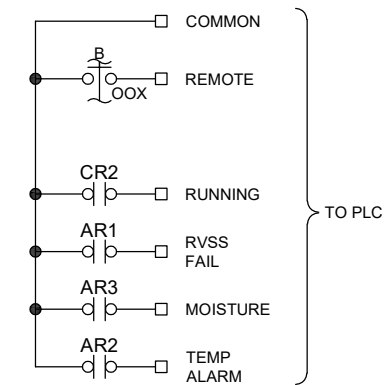 COMMON
B
OOX
REMOTE
CR2
RUNNING
TO PLC
AR1
RVSS
FAIL
AR3
MOISTURE
AR2
TEMP
ALARM